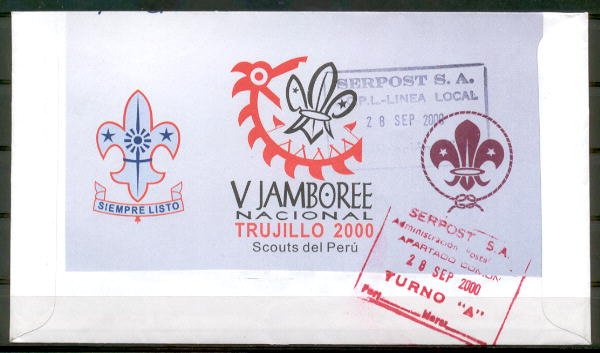 SIEMPRE LISTO
V JAMBOREE
NACIONAL
TRUJILLO 2000
Scouts del Perú
SERPOST S. A.
P.L.-LINEA LOCAL
28 SEP 2000
SERPOST S.A.
Administración Postal
APARTADO COMUN
28 SEP 2000
TURNO "A"